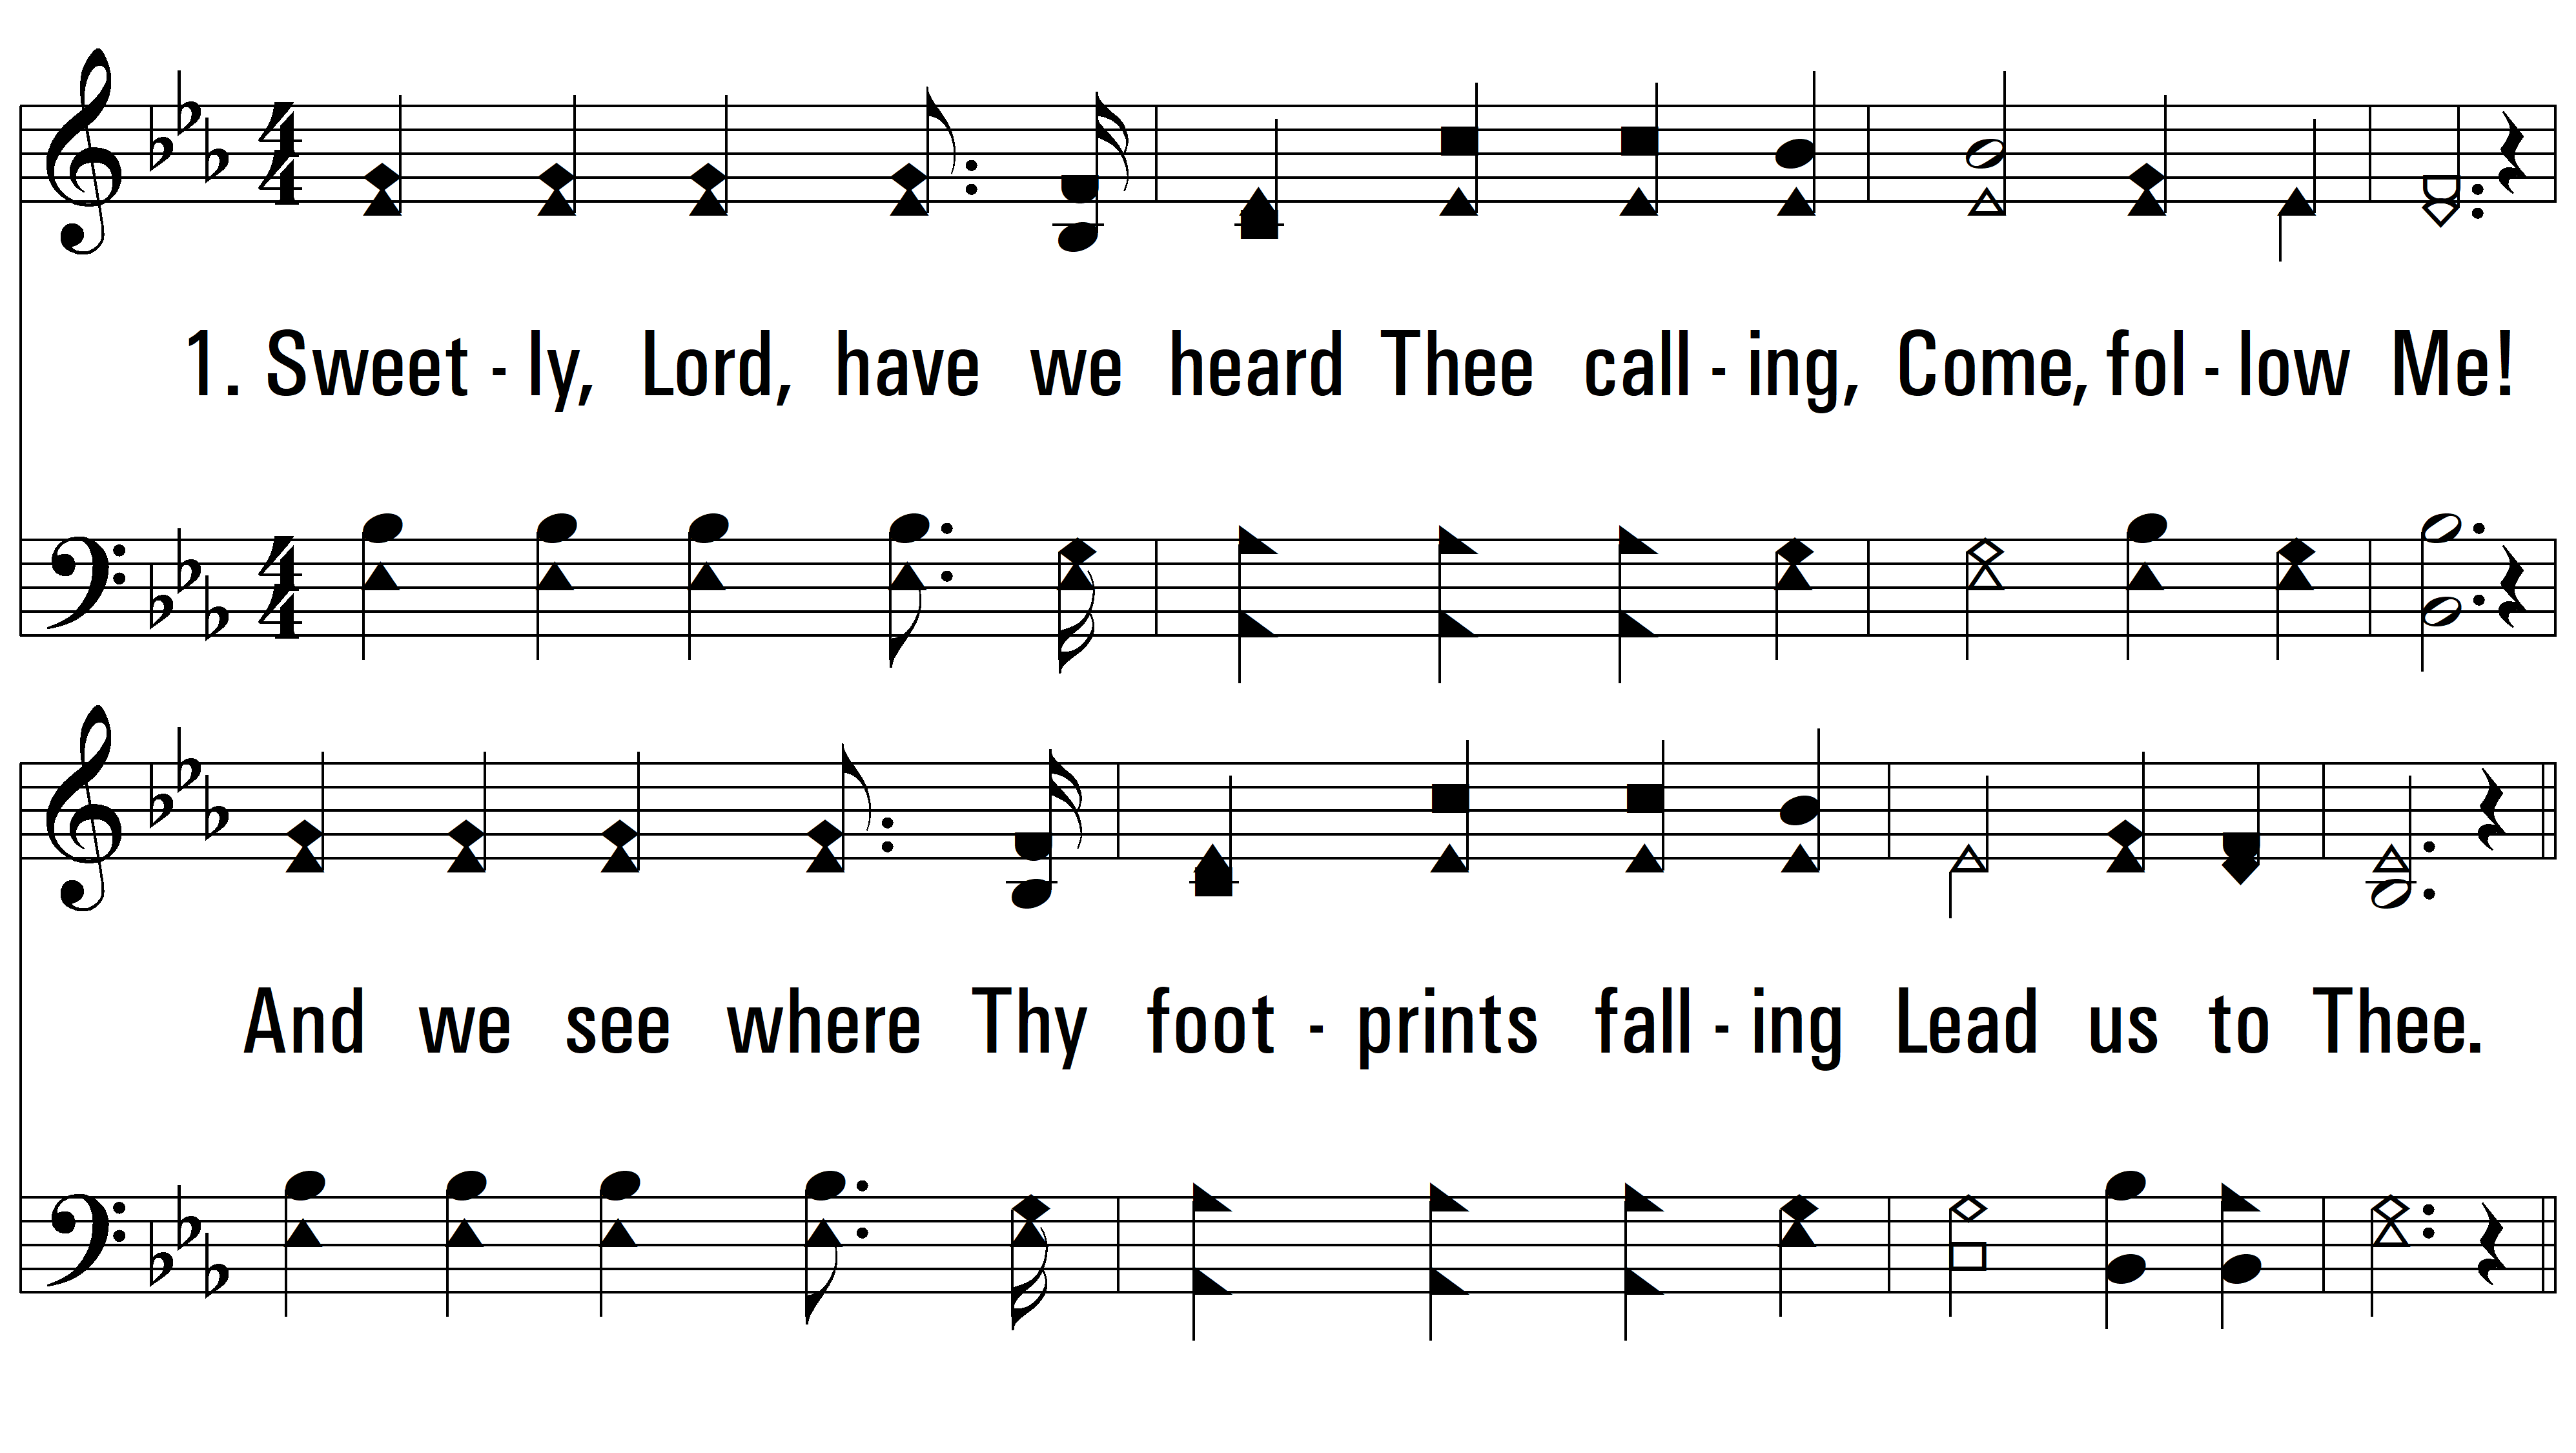 1. Sweet - ly, Lord, have we heard Thee call - ing, Come, fol - low Me!
And we see where Thy foot - prints fall - ing Lead us to Thee.